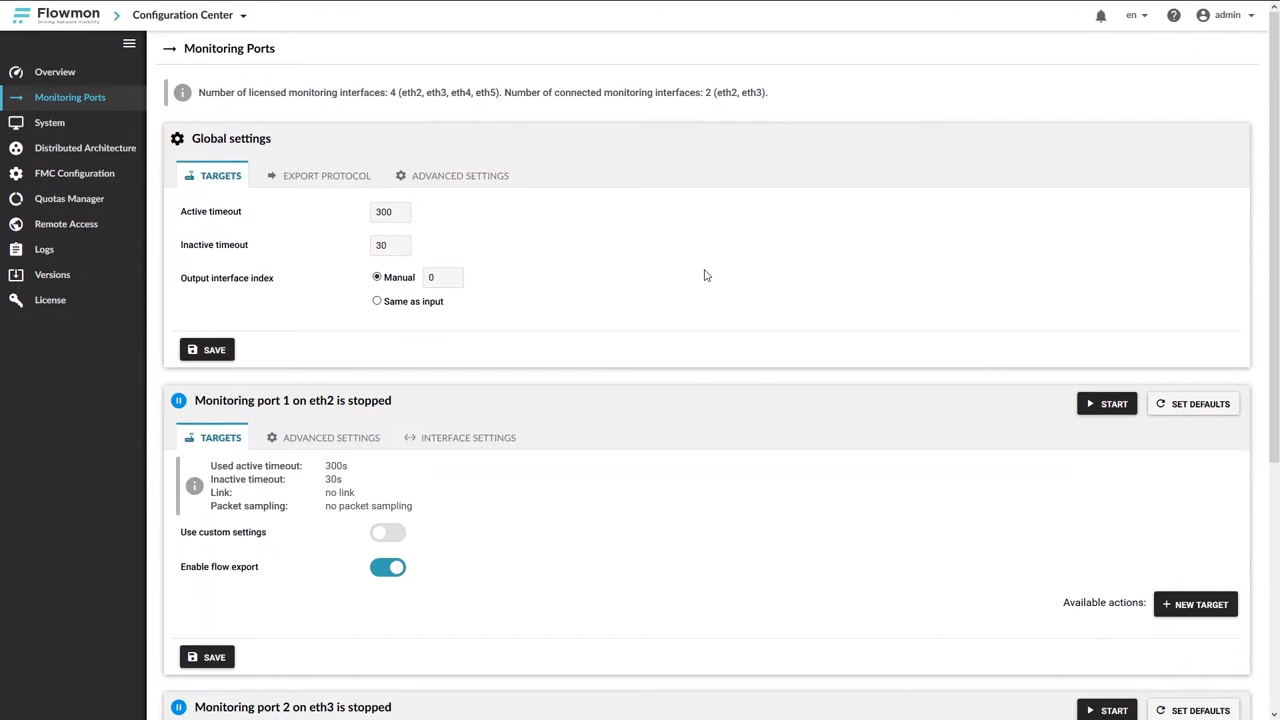 Flowmon
Driving Network Visibility
Configuration Center
en
admin
Overview
Monitoring Ports
System
Distributed Architecture
FMC Configuration
Quotas Manager
Remote Access
Logs
Versions
License
Monitoring Ports
Number of licensed monitoring interfaces: 4 (eth2, eth3, eth4, eth5). Number of connected monitoring interfaces: 2 (eth2, eth3).
Global settings
TARGETS EXPORT PROTOCOL ADVANCED SETTINGS
Active timeout 300
Inactive timeout 30
Output interface index Manual 0
Same as input
SAVE
Monitoring port 1 on eth2 is stopped START SET DEFAULTS
TARGETS ADVANCED SETTINGS INTERFACE SETTINGS
Used active timeout: 300s
Inactive timeout: 30s
Link: no link
Packet sampling: no packet sampling
Use custom settings
Enable flow export
Available actions: + NEW TARGET
SAVE
Monitoring port 2 on eth3 is stopped START SET DEFAULTS